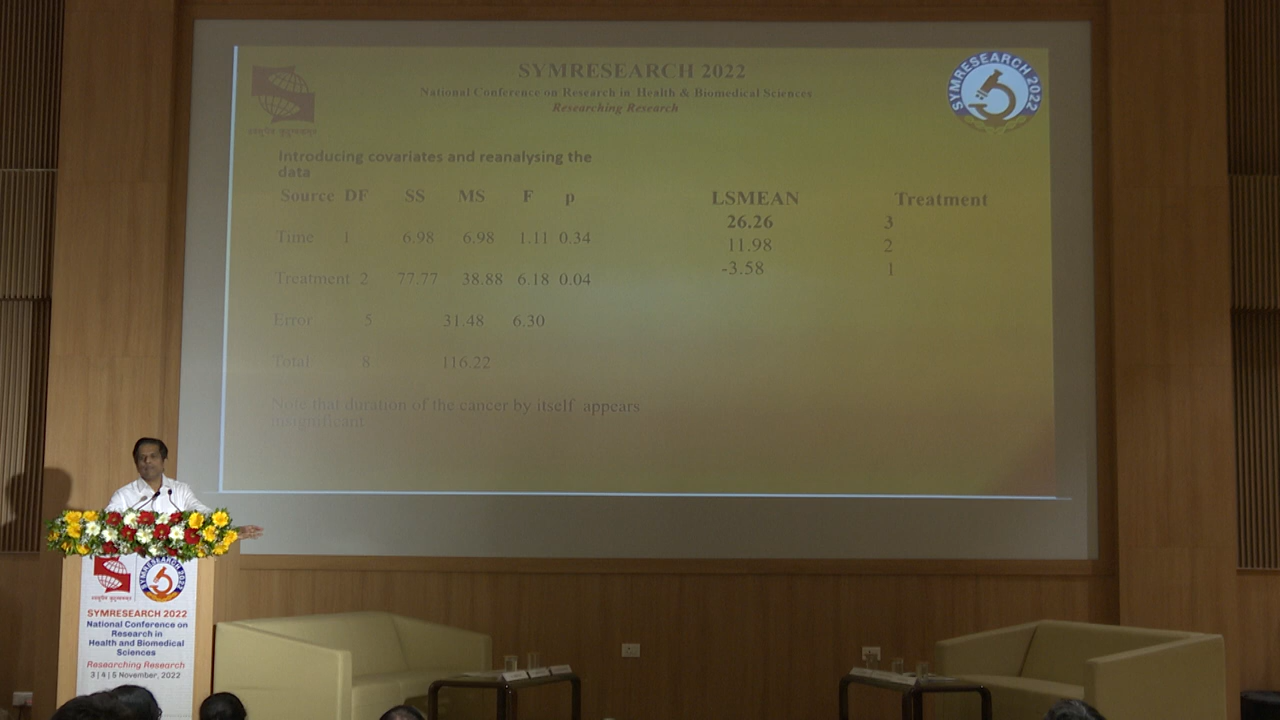 SYMRESEARCH 2022
National Conference on Research in Health & Biomedical Sciences
Researching Research
SYMRESEARCH 2022
Introducing covariates and reanalysing the
data
Source DF SS MS F p
Time 1 6.98 6.98 1.11 0.34
Treatment 2 77.77 38.88 6.18 0.04
Error 5 31.48 6.30
Total 8 116.22
Note that duration of the cancer by itself appears
insignificant
LSMEAN Treatment
26.26 3
11.98 2
-3.58 1
SYMRESEARCH 2022
SYMRESEARCH 2022
National Conference on
Research in
Health and Biomedical
Sciences
Researching Research
3 | 4 | 5 November, 2022